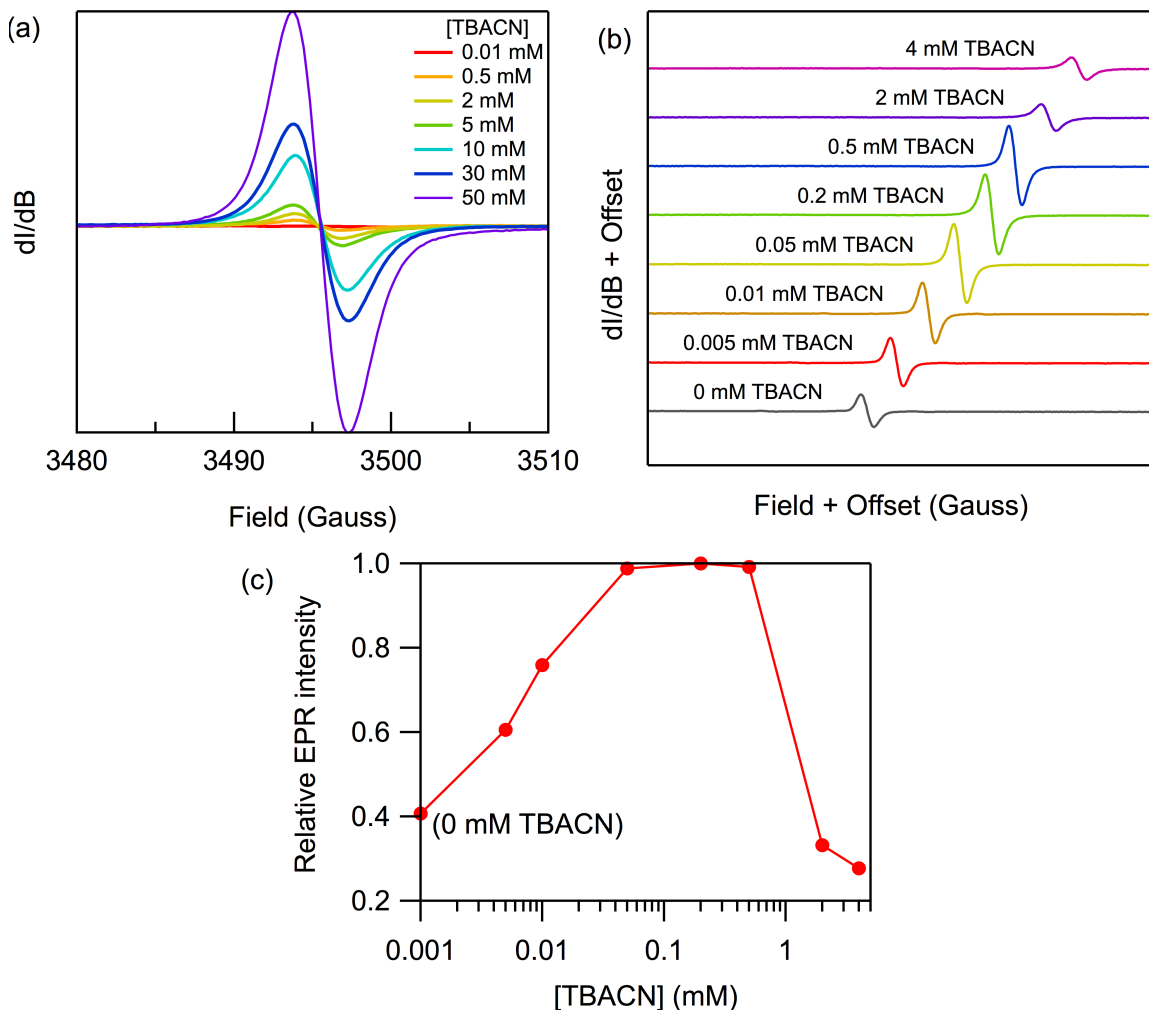 (a)
[TBACN]
0.01 mM
0.5 mM
2 mM
5 mM
10 mM
30 mM
50 mM
dI/dB
3480
3490
3500
3510
Field (Gauss)
(b)
4 mM TBACN
2 mM TBACN
0.5 mM TBACN
0.2 mM TBACN
0.05 mM TBACN
0.01 mM TBACN
0.005 mM TBACN
0 mM TBACN
dI/dB + Offset
Field + Offset (Gauss)
(c)
1.0
0.8
0.6
0.4
0.2
Relative EPR intensity
(0 mM TBACN)
0.001
0.01
0.1
1
[TBACN] (mM)